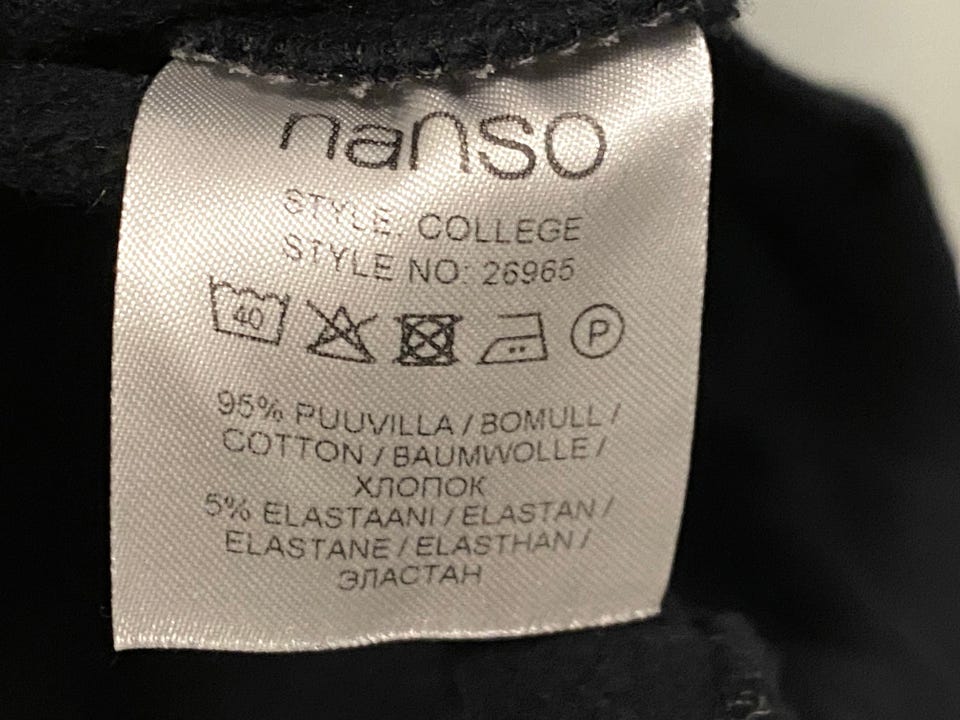 nanso
STYLE: COLLEGE
STYLE NO: 26965
40 P
95% PUUVILLA / BOMULL /
COTTON / BAUMWOLLE /
ХЛОПОК
5% ELASTAANI / ELASTAN /
ELASTANE / ELASTHAN /
ЭЛАСТАН